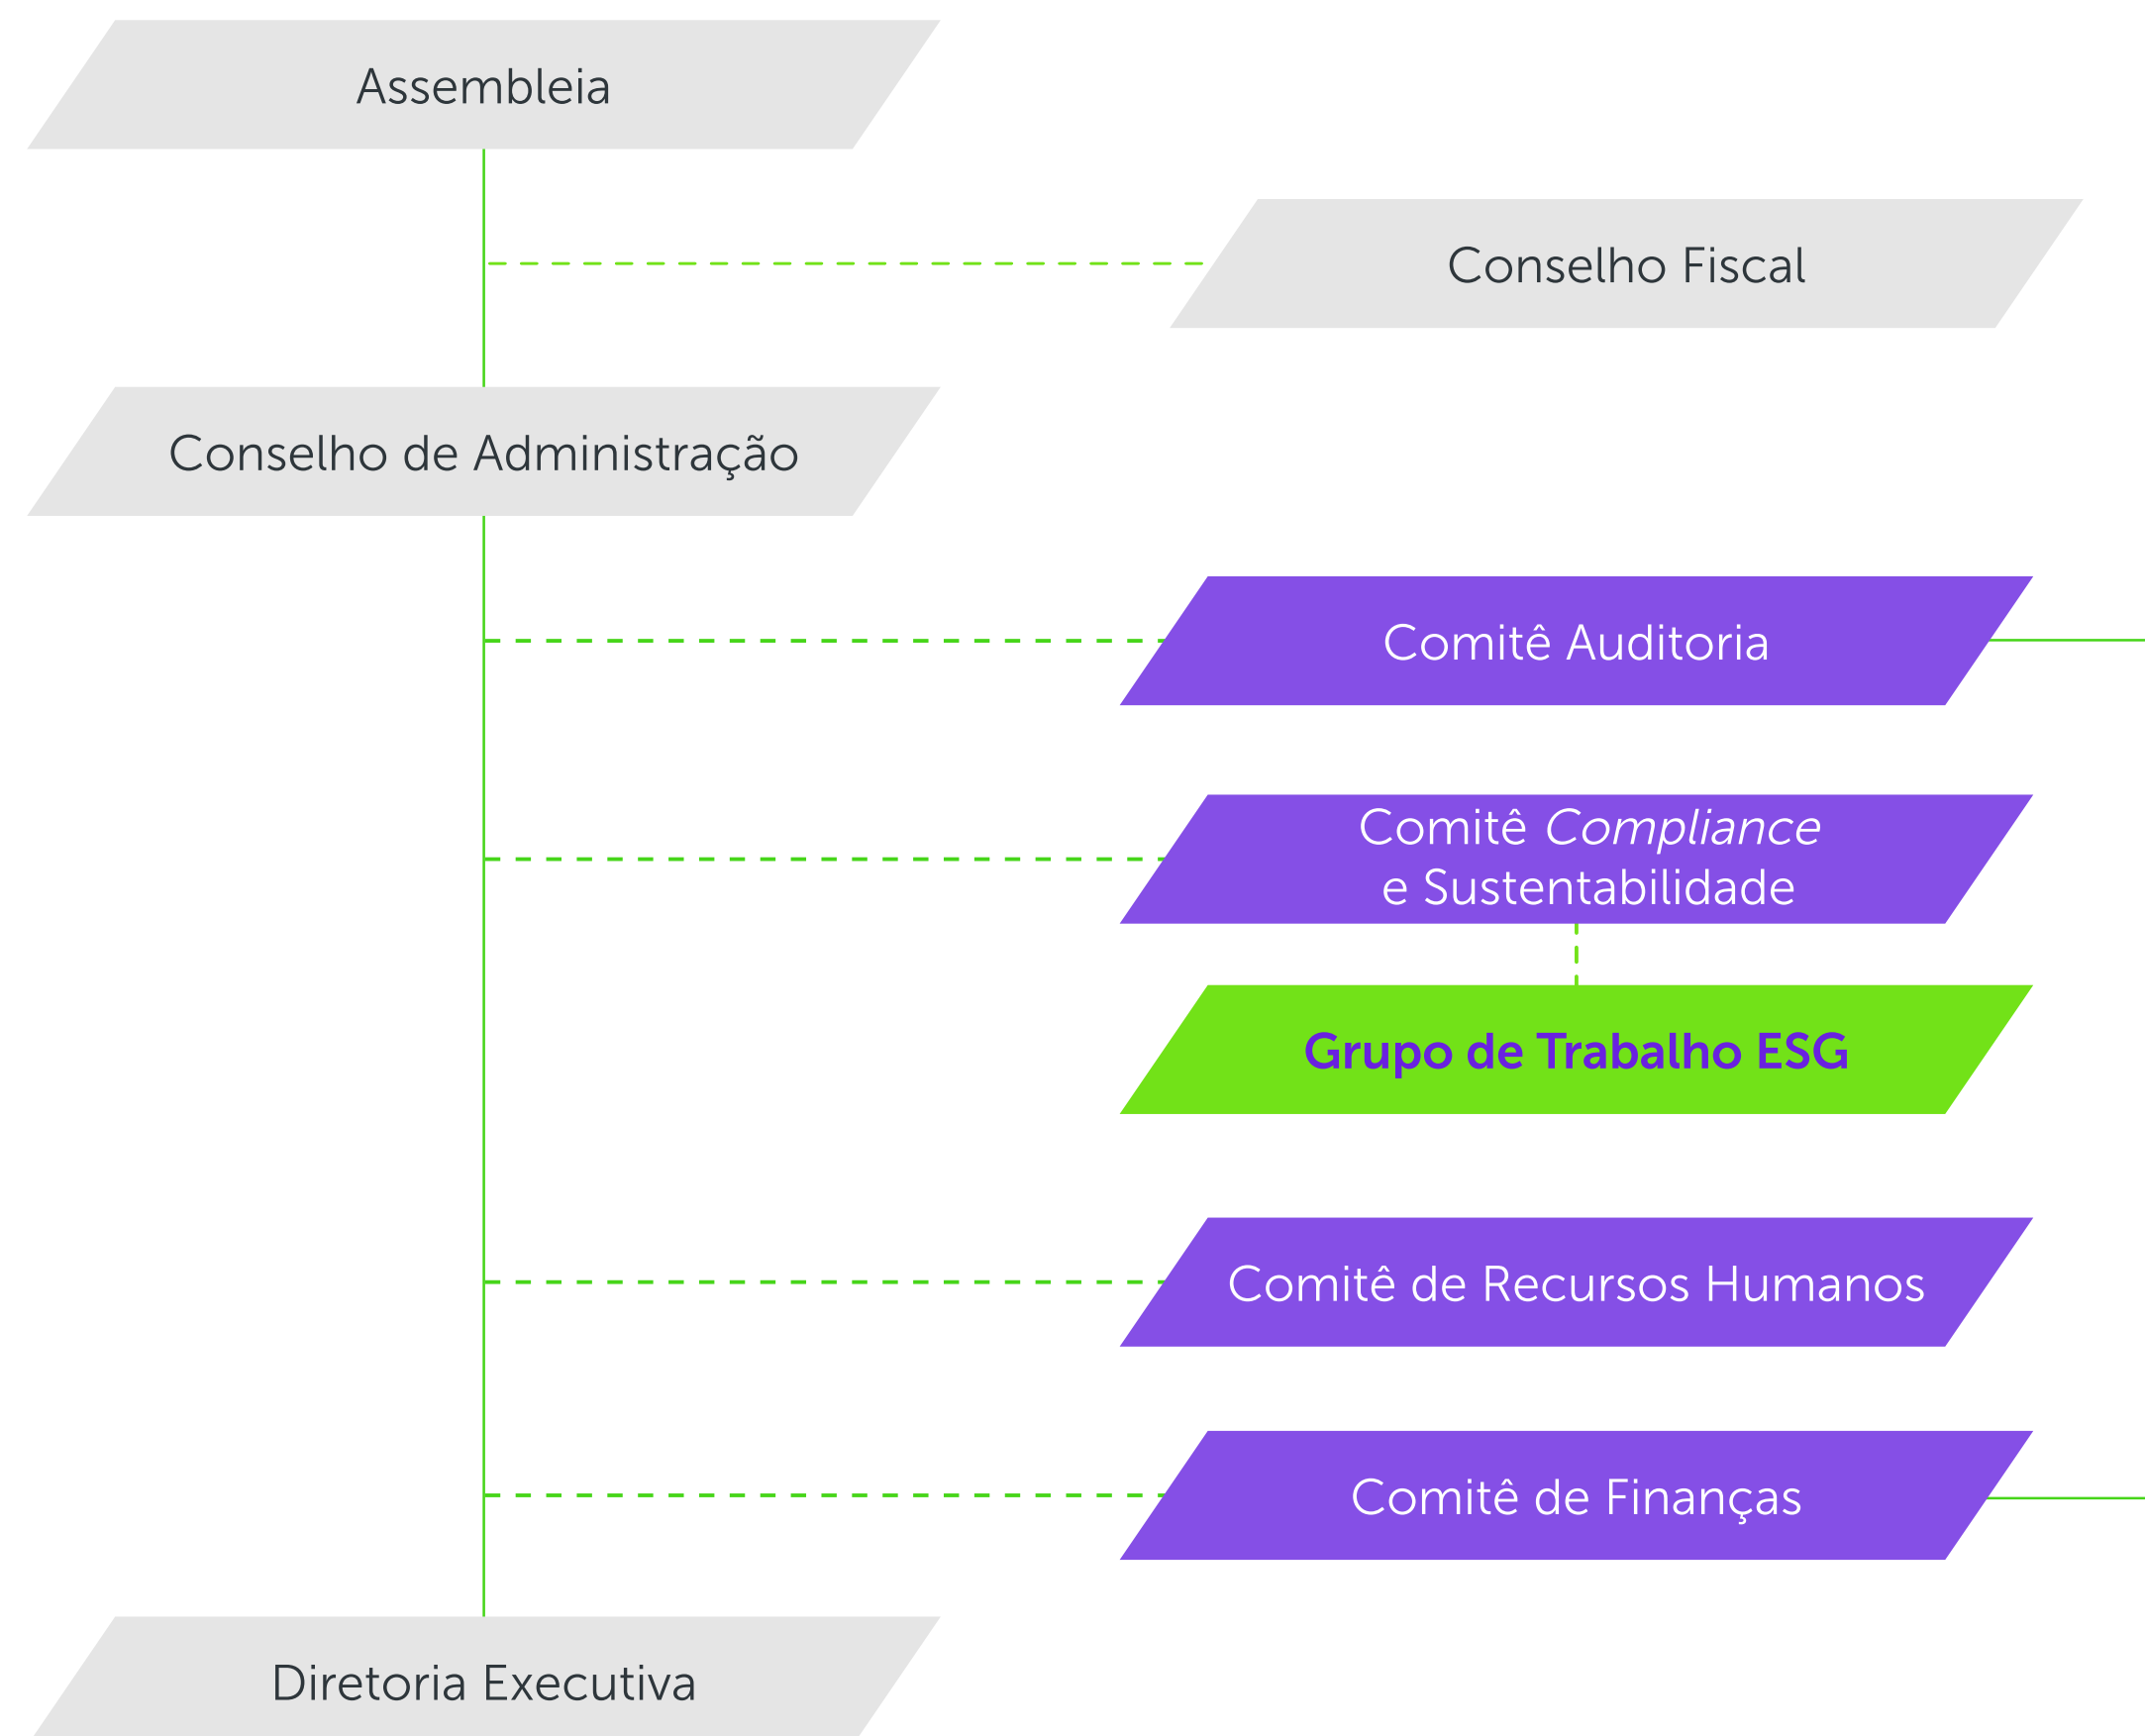 Assembleia
Conselho Fiscal
Conselho de Administração
Comitê Auditoria
Comitê Compliance
e Sustentabilidade
Grupo de Trabalho ESG
Comitê de Recursos Humanos
Comitê de Finanças
Diretoria Executiva